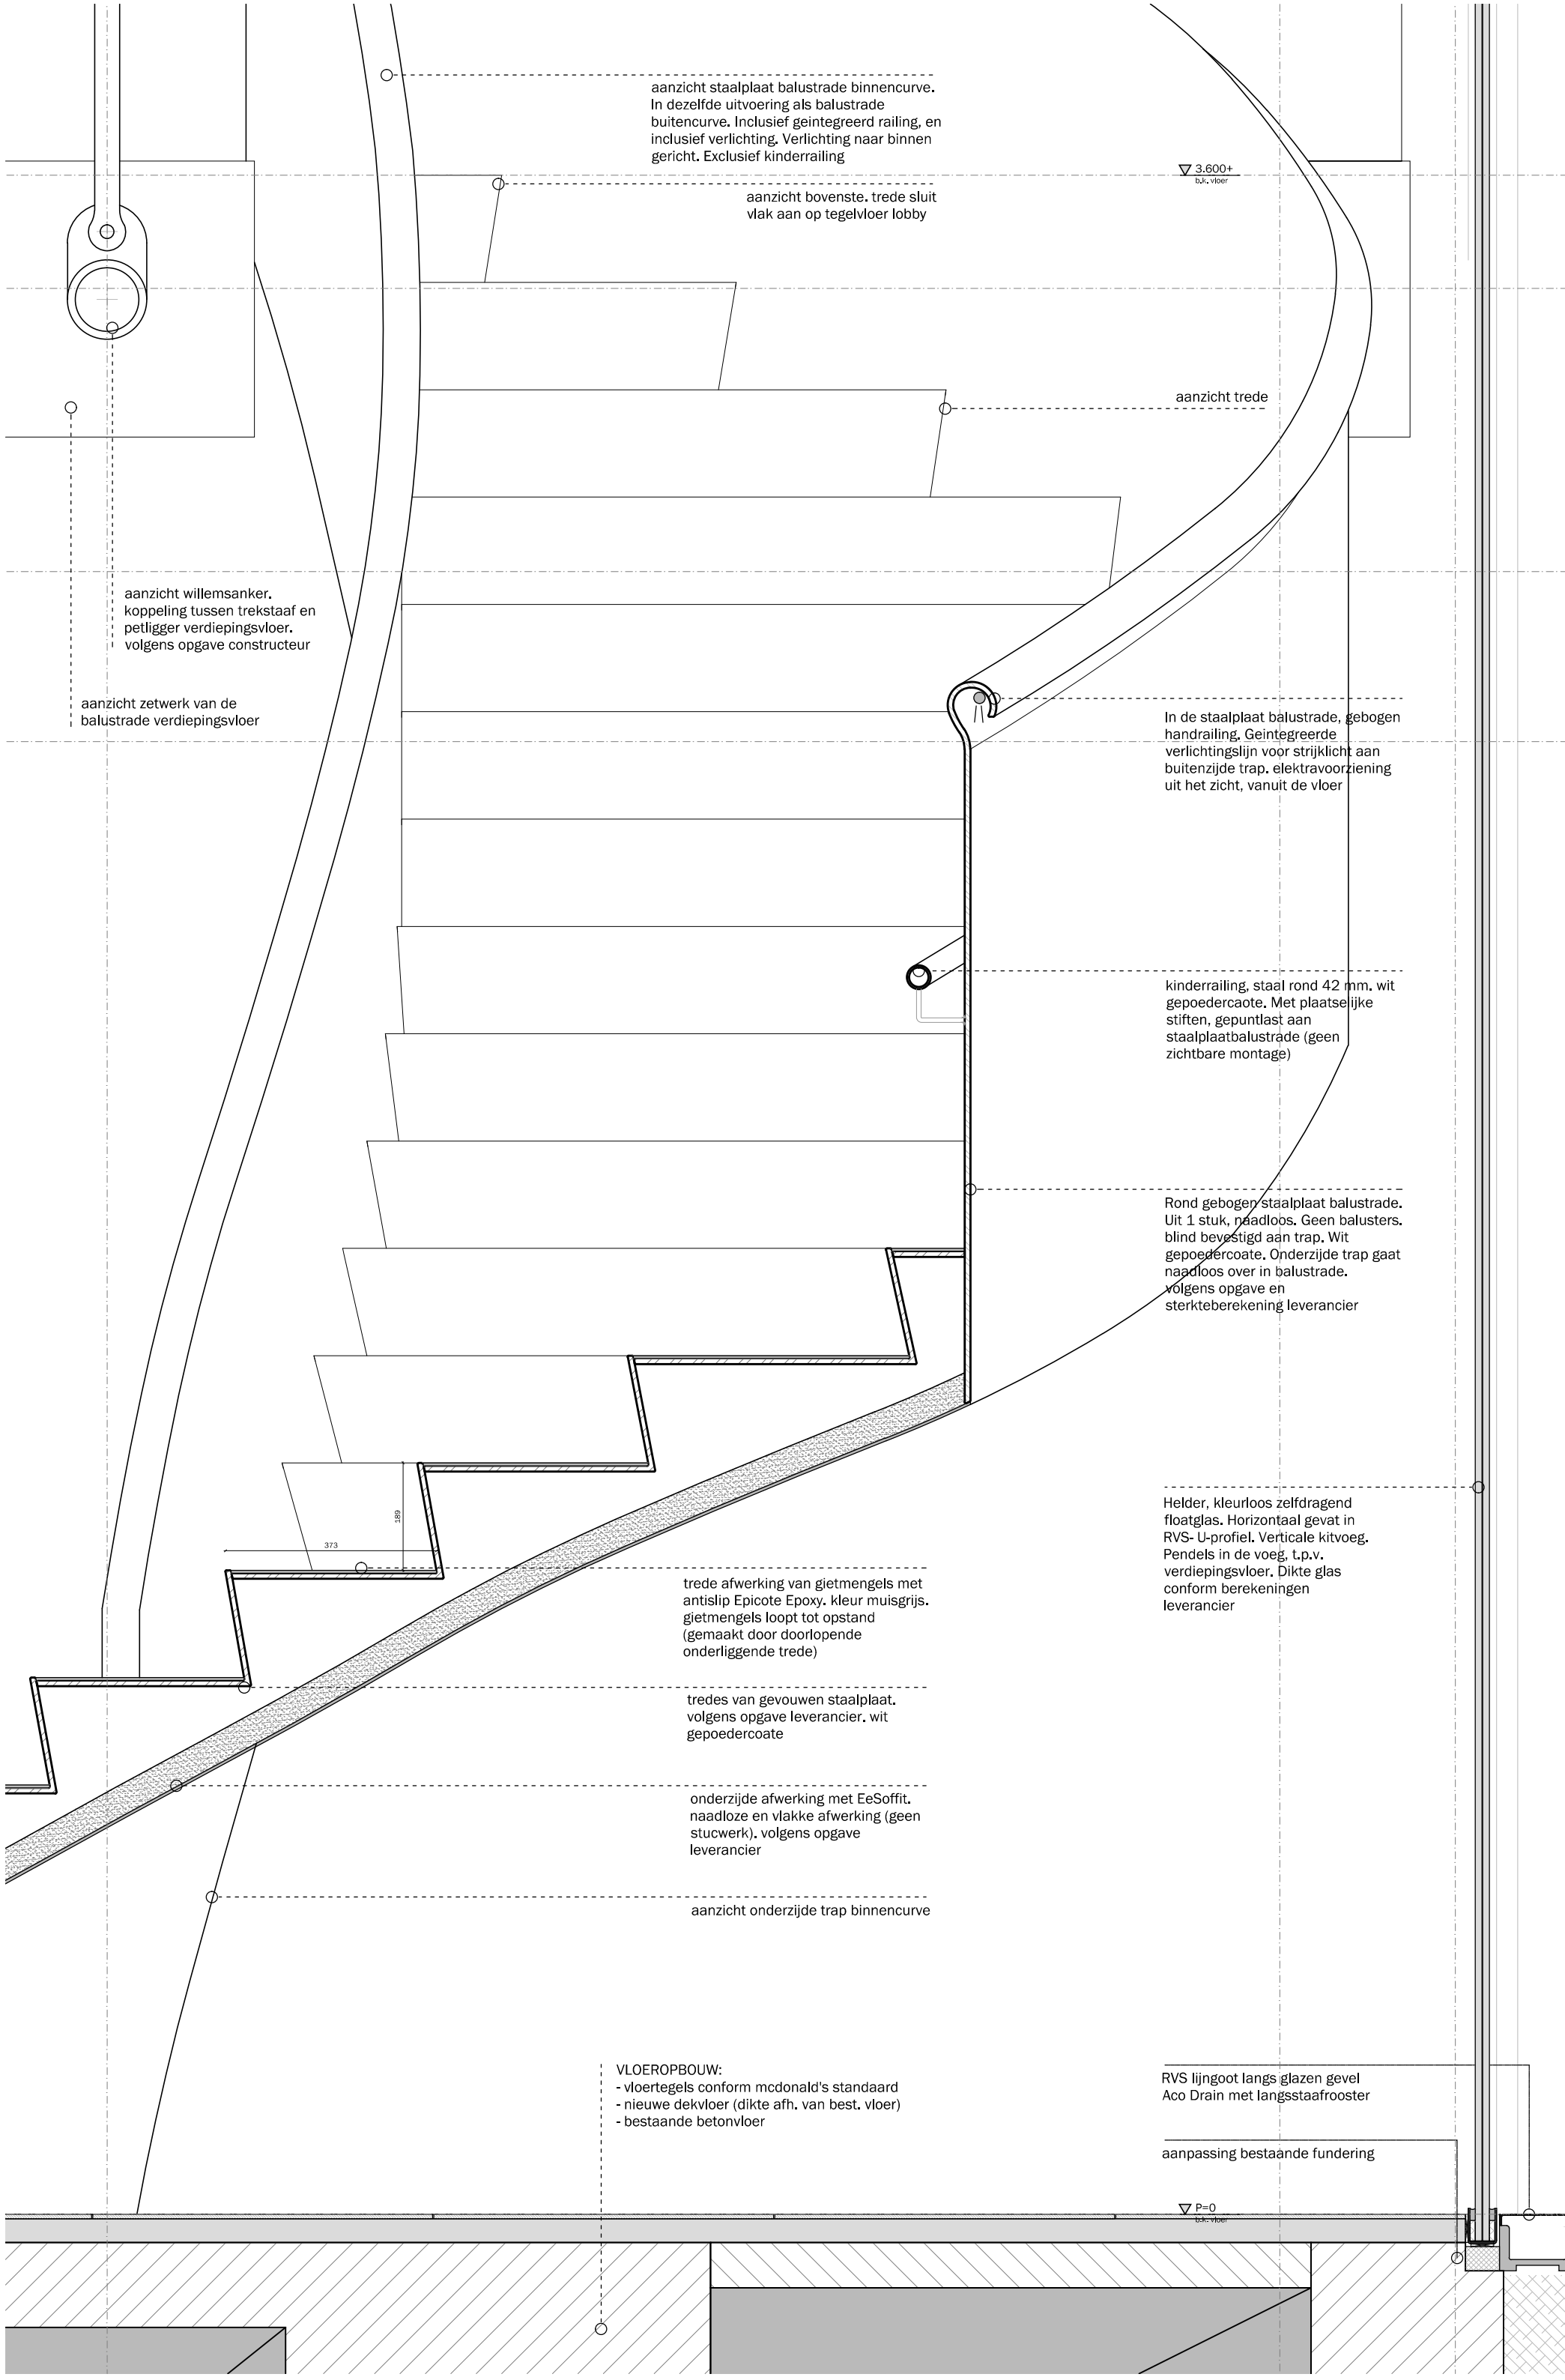 aanzicht staalplaat balustrade binnencurve.
In dezelfde uitvoering als balustrade
buitencurve. Inclusief geintegreerd railing, en
inclusief verlichting. Verlichting naar binnen
gericht. Exclusief kinderrailing
3.600+
b.k. vloer
aanzicht bovenste. trede sluit
vlak aan op tegelvloer lobby
aanzicht trede
aanzicht willemsanker.
koppeling tussen trekstaaf en
petligger verdiepingsvloer.
volgens opgave constructeur
aanzicht zetwerk van de
balustrade verdiepingsvloer
In de staalplaat balustrade, gebogen
handrailing. Geintegreerde
verlichtingslijn voor strijklicht aan
buitenzijde trap. elektravoorziening
uit het zicht, vanuit de vloer
kinderrailing, staal rond 42 mm. wit
gepoedercaote. Met plaatselijke
stiften, gepuntlast aan
staalplaatbalustrade (geen
zichtbare montage)
Rond gebogen staalplaat balustrade.
Uit 1 stuk, naadloos. Geen balusters.
blind bevestigd aan trap. Wit
gepoedercoate. Onderzijde trap gaat
naadloos over in balustrade.
volgens opgave en
sterkteberekening leverancier
189
373
Helder, kleurloos zelfdragend
floatglas. Horizontaal gevat in
RVS- U-profiel. Verticale kitvoeg.
Pendels in de voeg, t.p.v.
verdiepingsvloer. Dikte glas
conform berekeningen
leverancier
trede afwerking van gietmengels met
antislip Epicote Epoxy. kleur muisgrijs.
gietmengels loopt tot opstand
(gemaakt door doorlopende
onderliggende trede)
tredes van gevouwen staalplaat.
volgens opgave leverancier. wit
gepoedercoate
onderzijde afwerking met EeSoffit.
naadloze en vlakke afwerking (geen
stucwerk). volgens opgave
leverancier
aanzicht onderzijde trap binnencurve
VLOEROPBOUW:
- vloertegels conform mcdonald's standaard
- nieuwe dekvloer (dikte afh. van best. vloer)
- bestaande betonvloer
RVS lijngoot langs glazen gevel
Aco Drain met langsstaafrooster
aanpassing bestaande fundering
P=0
b.k. vloer